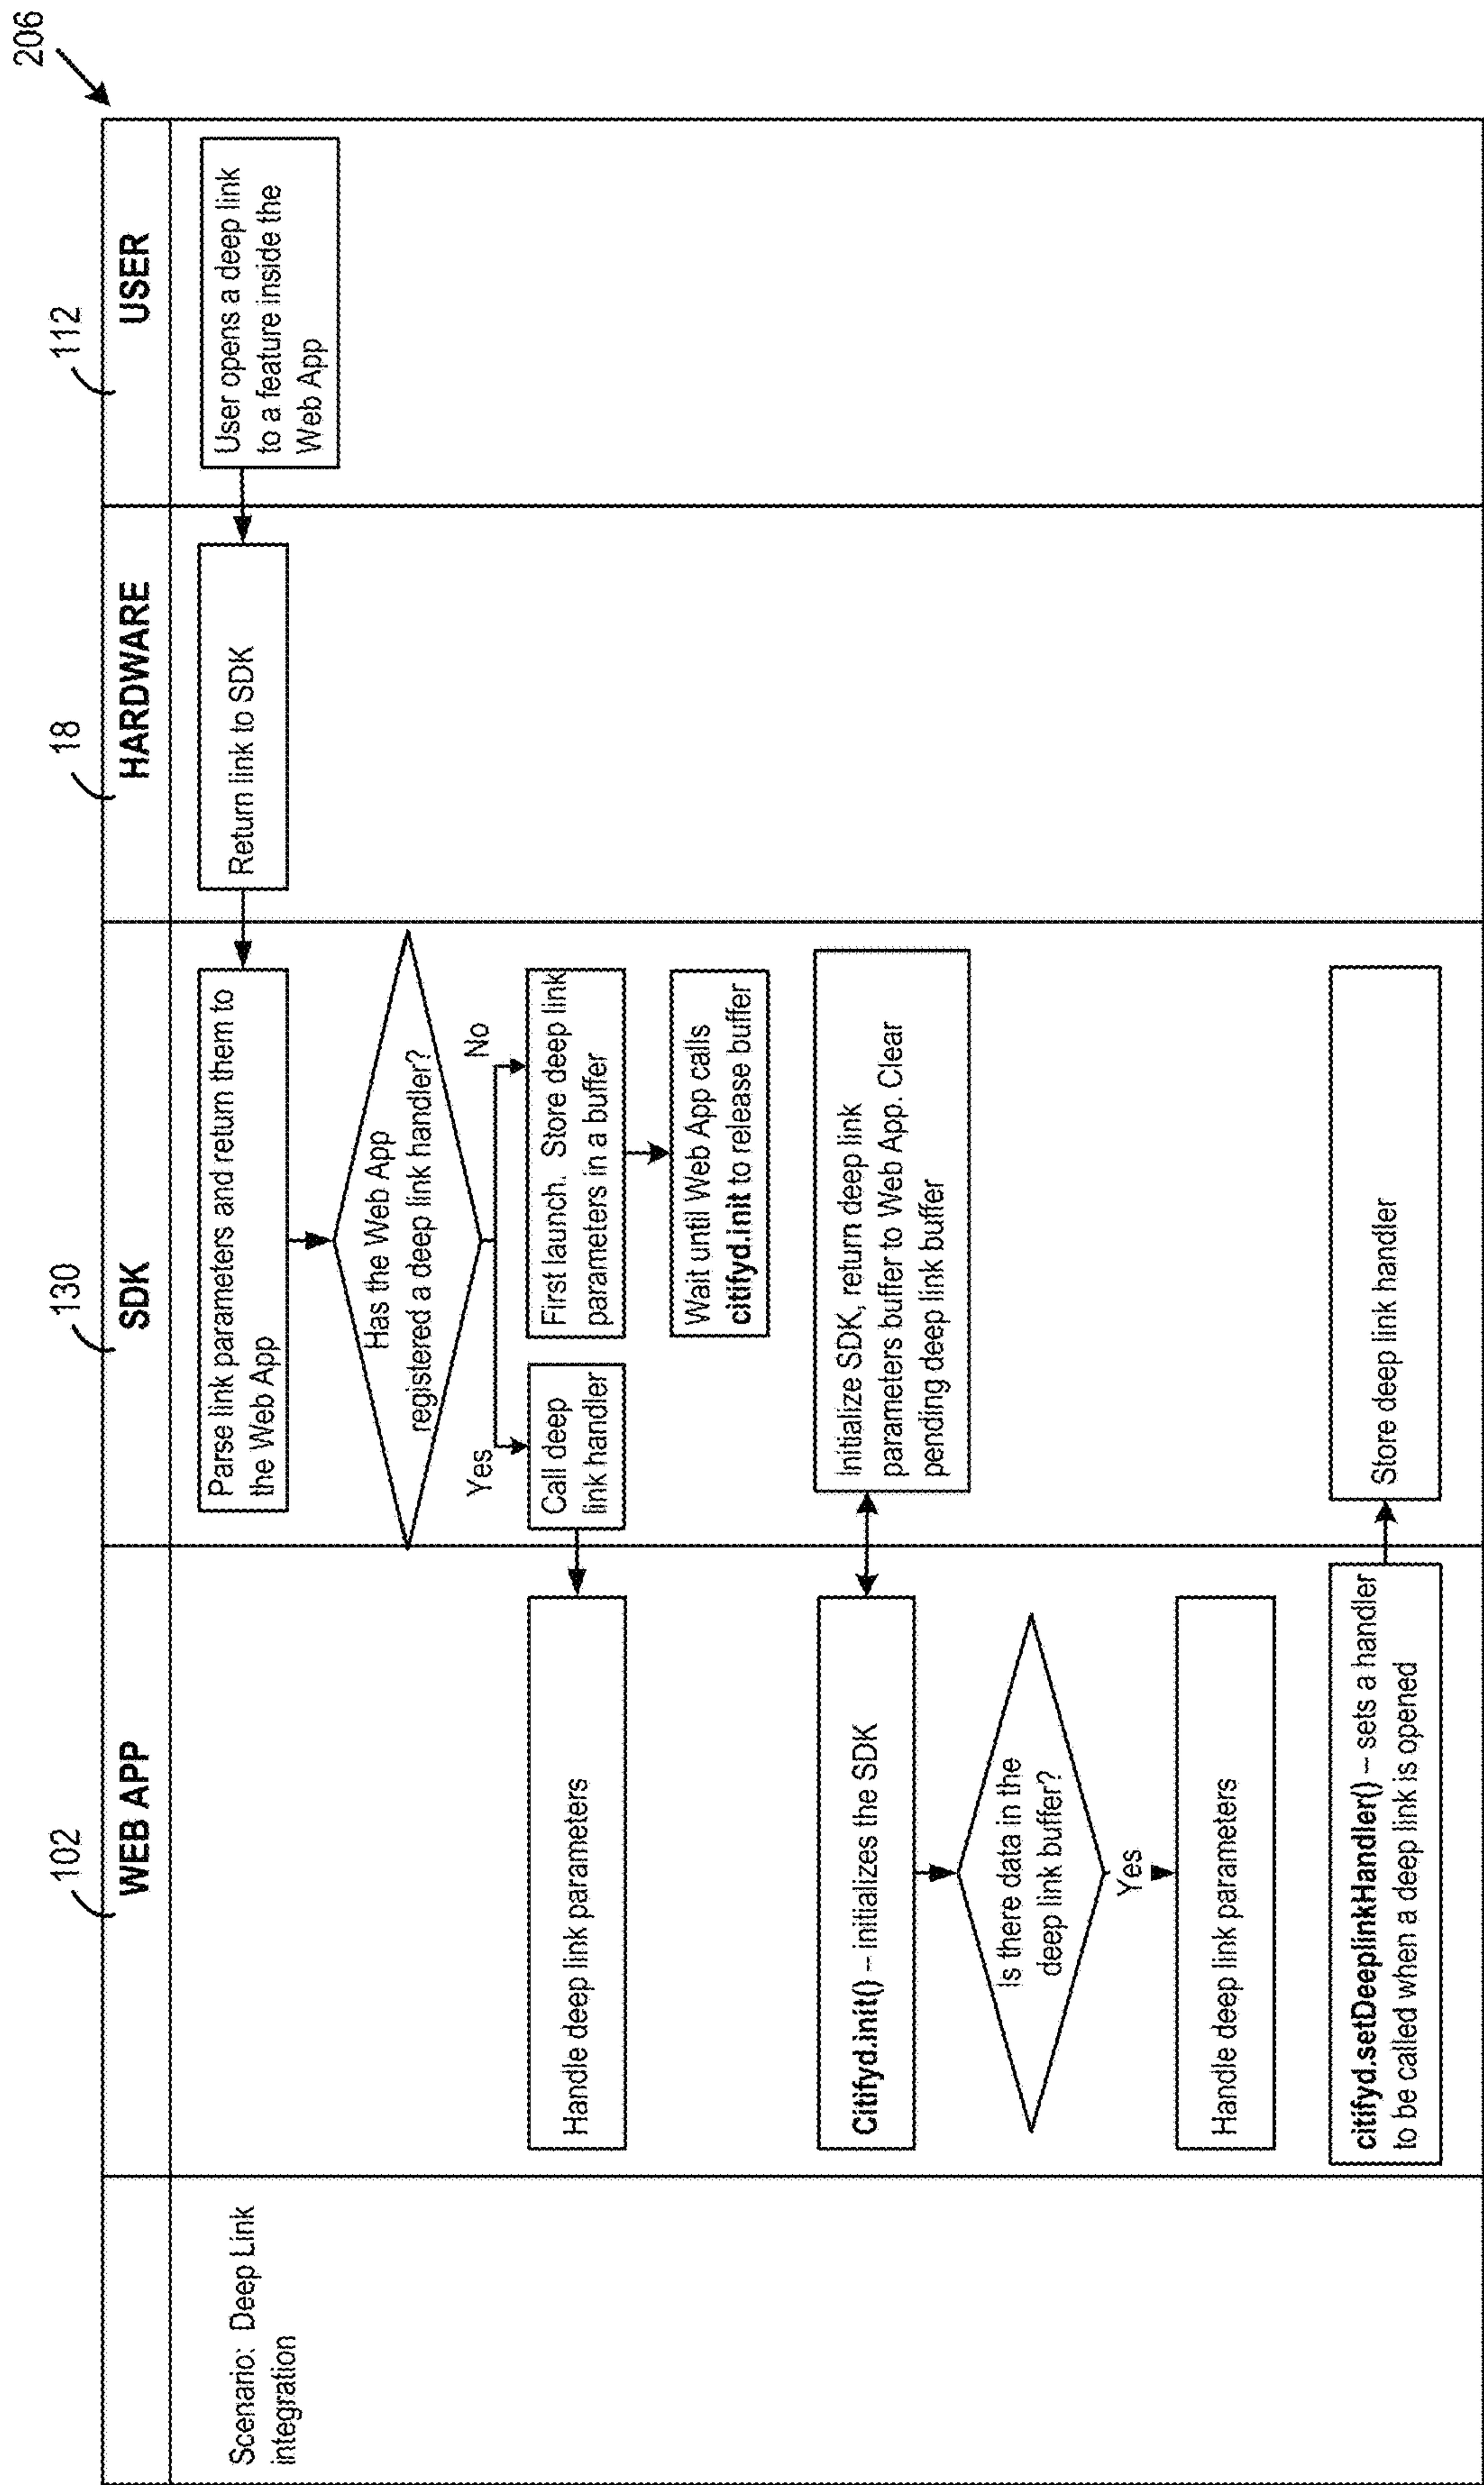 206
102
130
18
112
WEB APP
SDK
HARDWARE
USER
Scenario: Deep Link
integration
User opens a deep link
to a feature inside the
Web App
Return link to SDK
Parse link parameters and return them to
the Web App
Has the Web App
registered a deep link handler?
Yes
No
Call deep
link handler
First launch. Store deep link
parameters in a buffer
Handle deep link parameters
Wait until Web App calls
citifyd.init to release buffer
Citifyd.init() – initializes the SDK
Initialize SDK, return deep link
parameters buffer to Web App. Clear
pending deep link buffer
Is there data in the
deep link buffer?
Yes
Handle deep link parameters
citifyd.setDeeplinkHandler() – sets a handler
to be called when a deep link is opened
Store deep link handler